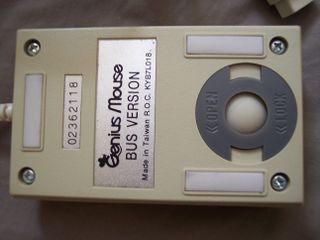 02362118
Genius Mouse
BUS VERSION
Made in Taiwan R.O.C. KYB7L018.
<<OPEN
<<LOCK